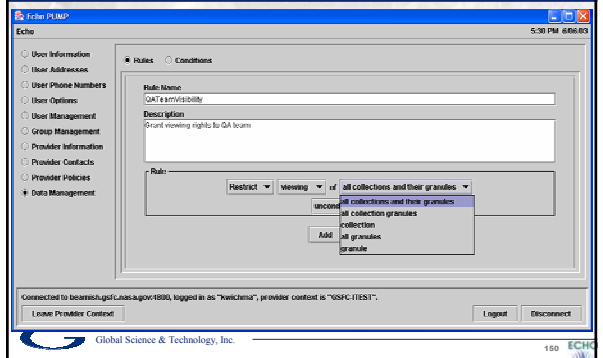 Echo PUMP
Echo 5:30 PM 6/06/03
User Information
User Addresses
User Phone Numbers
User Options
User Management
Group Management
Provider Information
Provider Contacts
Provider Policies
Data Management
Rules Conditions
Rule Name
QATeamVisibility
Description
Grant viewing rights to QA team
Rule
Restrict viewing of all collections and their granules
all collections and their granules
all collection granules
collection
all granules
granule
uncond
Add
Connected to beamish.gsfc.nasa.gov:4800, logged in as "kwichma", provider context is "GSFC-ITEST".
Leave Provider Context Logout Disconnect
Global Science & Technology, Inc.
150 ECHO